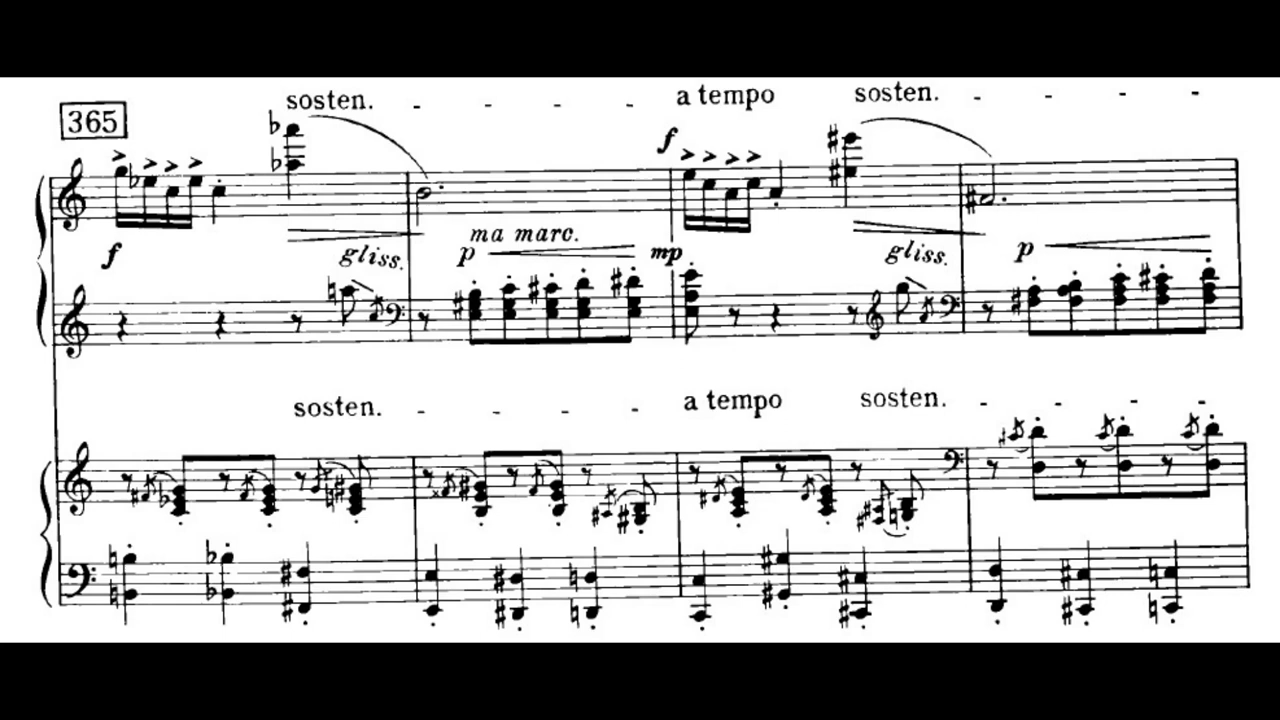 sosten. - - - - a tempo sosten. - - - -
365
f
ma marc.
f gliss. p mp gliss. p
sosten. - - - - a tempo sosten. - - - -